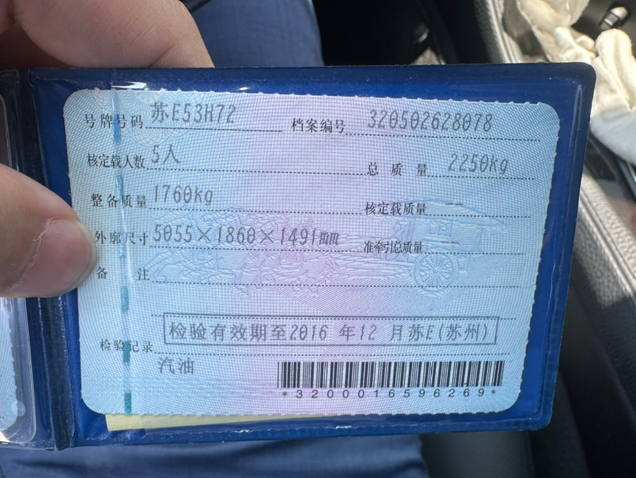 号牌号码 苏E53H72 档案编号 320502628078
核定载人数 5人 总质量 2250kg
整备质量 1760kg 核定载质量
外廓尺寸 5055×1860×1491mm 准牵引总质量
备注
检验记录 检验有效期至2016 年12 月苏E(苏州)
汽油
*3200016596269*